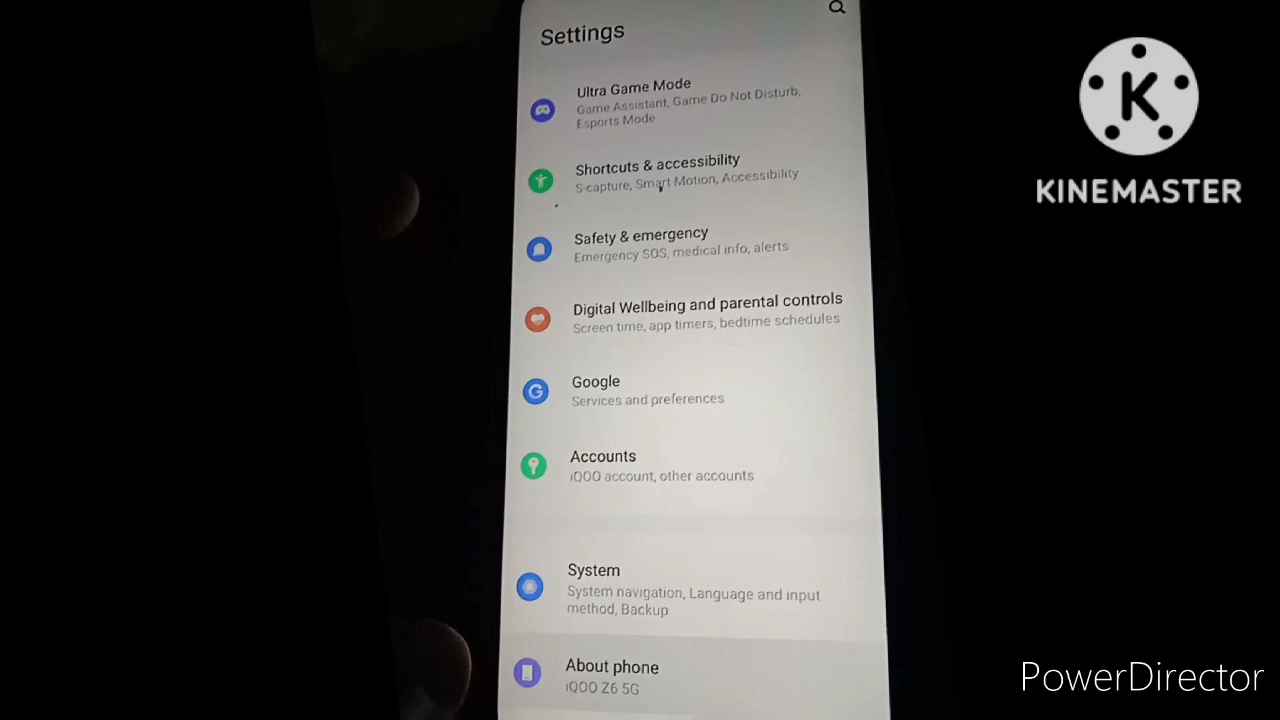 Settings
Ultra Game Mode
Game Assistant, Game Do Not Disturb,
Esports Mode
Shortcuts & accessibility
S-capture, Smart Motion, Accessibility
Safety & emergency
Emergency SOS, medical info, alerts
Digital Wellbeing and parental controls
Screen time, app timers, bedtime schedules
Google
Services and preferences
Accounts
iQOO account, other accounts
System
System navigation, Language and input
method, Backup
About phone
iQOO Z6 5G
K
KINEMASTER
PowerDirector